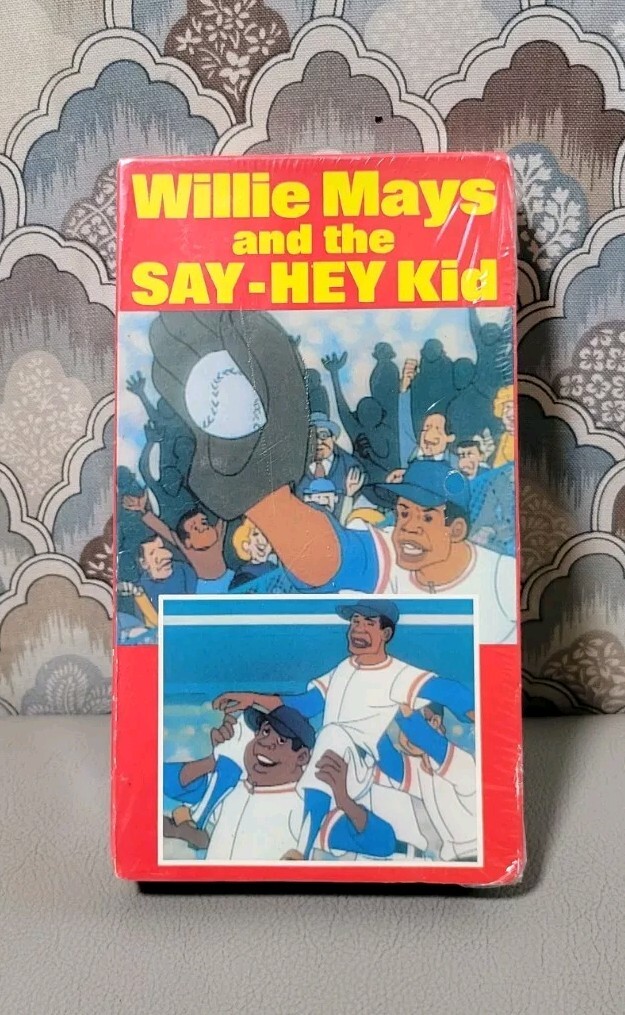 Willie Mays
and the
SAY-HEY Kid